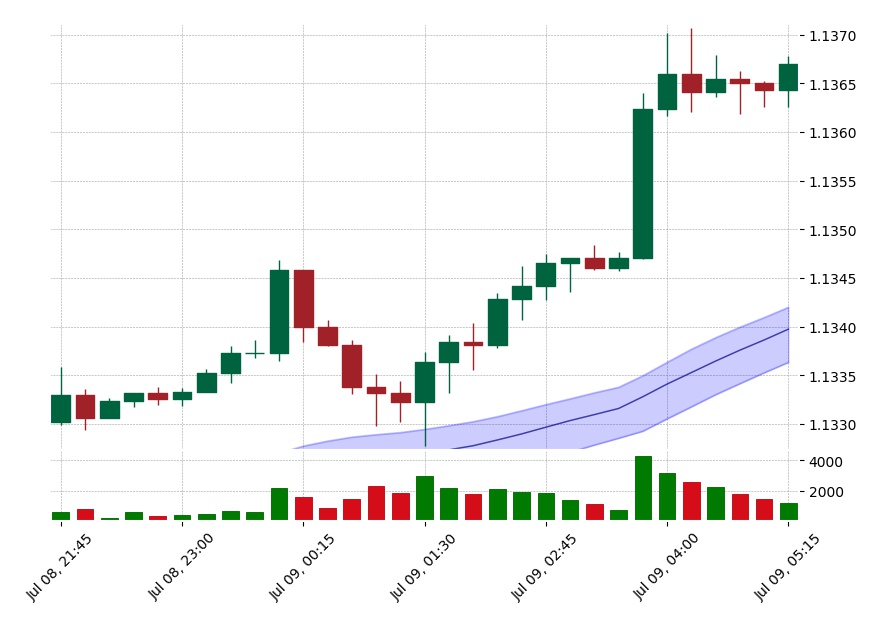 1.1370
1.1365
1.1360
1.1355
1.1350
1.1345
1.1340
1.1335
1.1330
4000
2000
Jul 08, 21:45
Jul 08, 23:00
Jul 09, 00:15
Jul 09, 01:30
Jul 09, 02:45
Jul 09, 04:00
Jul 09, 05:15